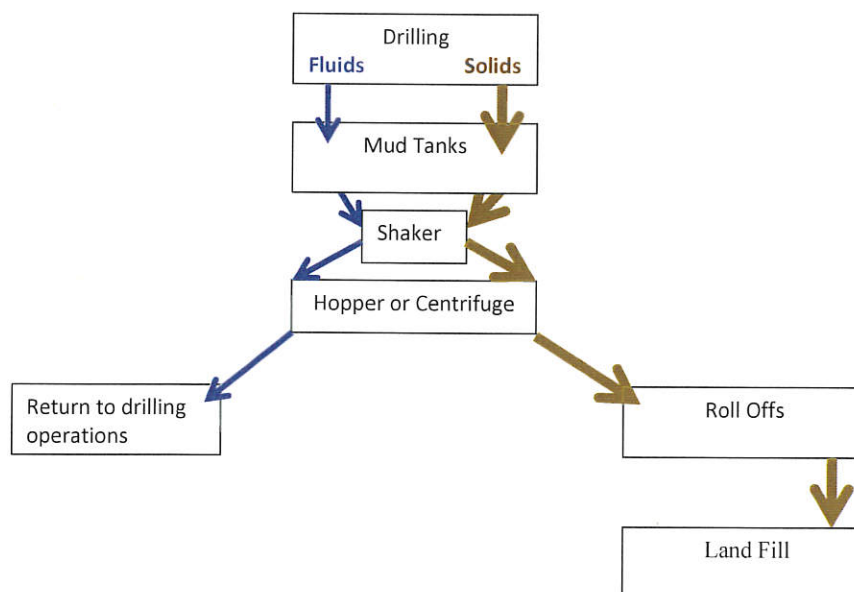 Drilling
Fluids Solids
Mud Tanks
Shaker
Hopper or Centrifuge
Return to drilling
operations
Roll Offs
Land Fill